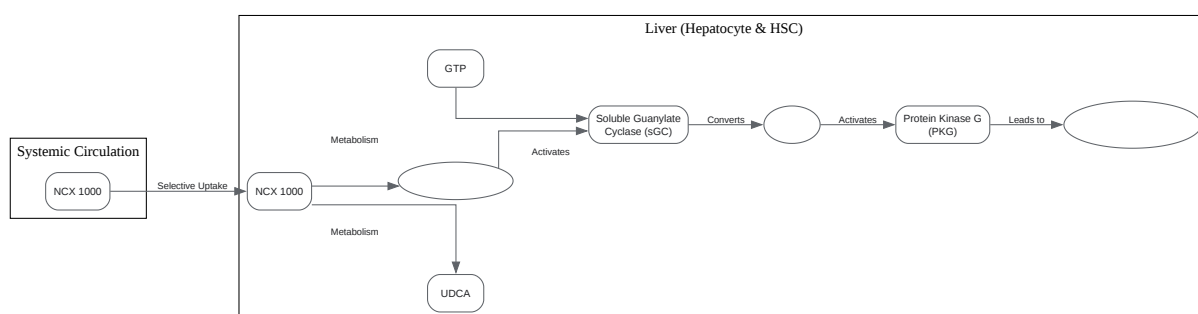 Liver (Hepatocyte & HSC)
GTP
Soluble Guanylate
Cyclase (sGC)
Converts
Activates
Protein Kinase G
(PKG)
Leads to
Metabolism
Activates
Systemic Circulation
NCX 1000
Selective Uptake
NCX 1000
Metabolism
UDCA